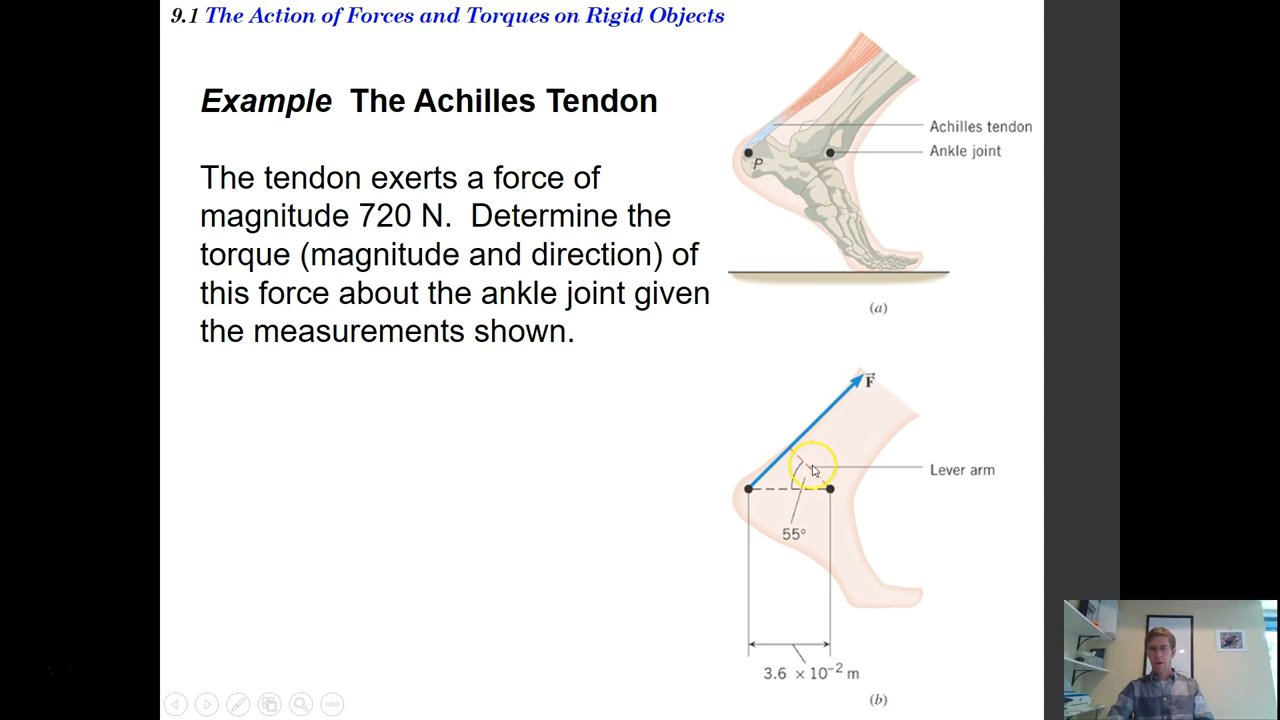 9.1 The Action of Forces and Torques on Rigid Objects
Example The Achilles Tendon
The tendon exerts a force of
magnitude 720 N. Determine the
torque (magnitude and direction) of
this force about the ankle joint given
the measurements shown.
Achilles tendon
Ankle joint
P
(a)
F
Lever arm
55°
3.6 × 10⁻² m
(b)